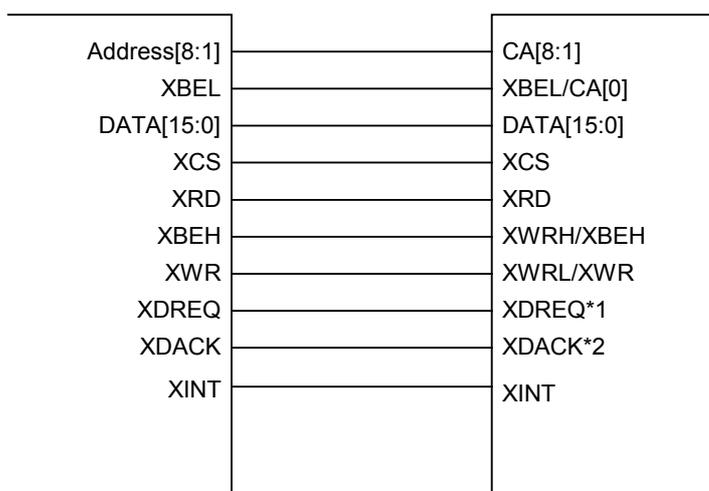 Address[8:1] CA[8:1]
XBEL XBEL/CA[0]
DATA[15:0] DATA[15:0]
XCS XCS
XRD XRD
XBEH XWRH/XBEH
XWR XWRL/XWR
XDREQ XDREQ*1
XDACK XDACK*2
XINT XINT